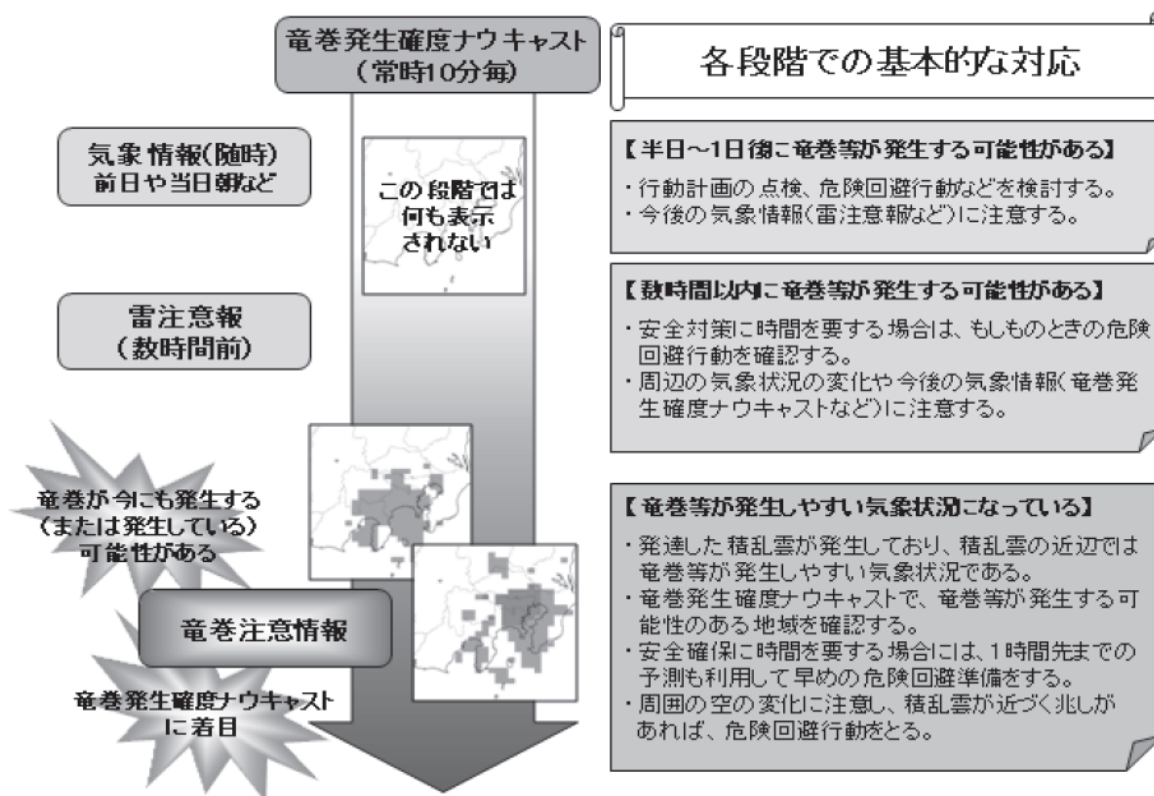 竜巻発生確度ナウキャスト
(常時10分毎)
各段階での基本的な対応
気象情報(随時)
前日や当日朝など
この段階では
何も表示
されない
【半日～1日後に竜巻等が発生する可能性がある】
・行動計画の点検、危険回避行動などを検討する。
・今後の気象情報(雷注意報など)に注意する。
雷注意報
(数時間前)
【数時間以内に竜巻等が発生する可能性がある】
・安全対策に時間を要する場合は、もしものときの危険
回避行動を確認する。
・周辺の気象状況の変化や今後の気象情報(竜巻発
生確度ナウキャストなど)に注意する。
竜巻が今にも発生する
(または発生している)
可能性がある
竜巻注意情報
竜巻発生確度ナウキャスト
に着目
【竜巻等が発生しやすい気象状況になっている】
・発達した積乱雲が発生しており、積乱雲の近辺では
竜巻等が発生しやすい気象状況である。
・竜巻発生確度ナウキャストで、竜巻等が発生する可
能性のある地域を確認する。
・安全確保に時間を要する場合には、1時間先までの
予測も利用して早めの危険回避準備をする。
・周囲の空の変化に注意し、積乱雲が近づく兆しが
あれば、危険回避行動をとる。